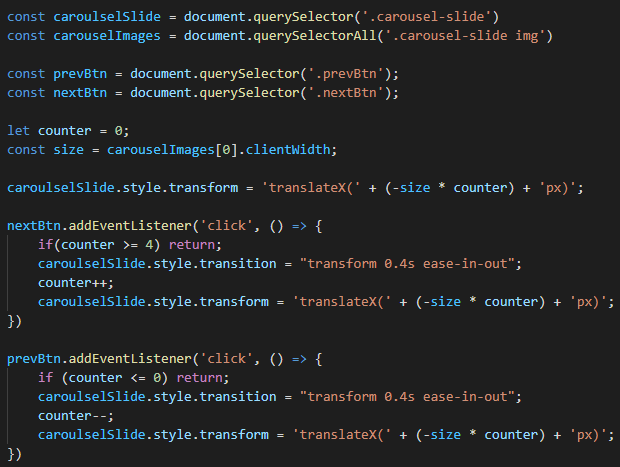 const caroulselSlide = document.querySelector('.carousel-slide')
const carouselImages = document.querySelectorAll('.carousel-slide img')
const prevBtn = document.querySelector('.prevBtn');
const nextBtn = document.querySelector('.nextBtn');
let counter = 0;
const size = carouselImages[0].clientWidth;
caroulselSlide.style.transform = 'translateX(' + (-size * counter) + 'px)';
nextBtn.addEventListener('click', () => {
if(counter >= 4) return;
caroulselSlide.style.transition = "transform 0.4s ease-in-out";
counter++;
caroulselSlide.style.transform = 'translateX(' + (-size * counter) + 'px)';
})
prevBtn.addEventListener('click', () => {
if (counter <= 0) return;
caroulselSlide.style.transition = "transform 0.4s ease-in-out";
counter--;
caroulselSlide.style.transform = 'translateX(' + (-size * counter) + 'px)';
})